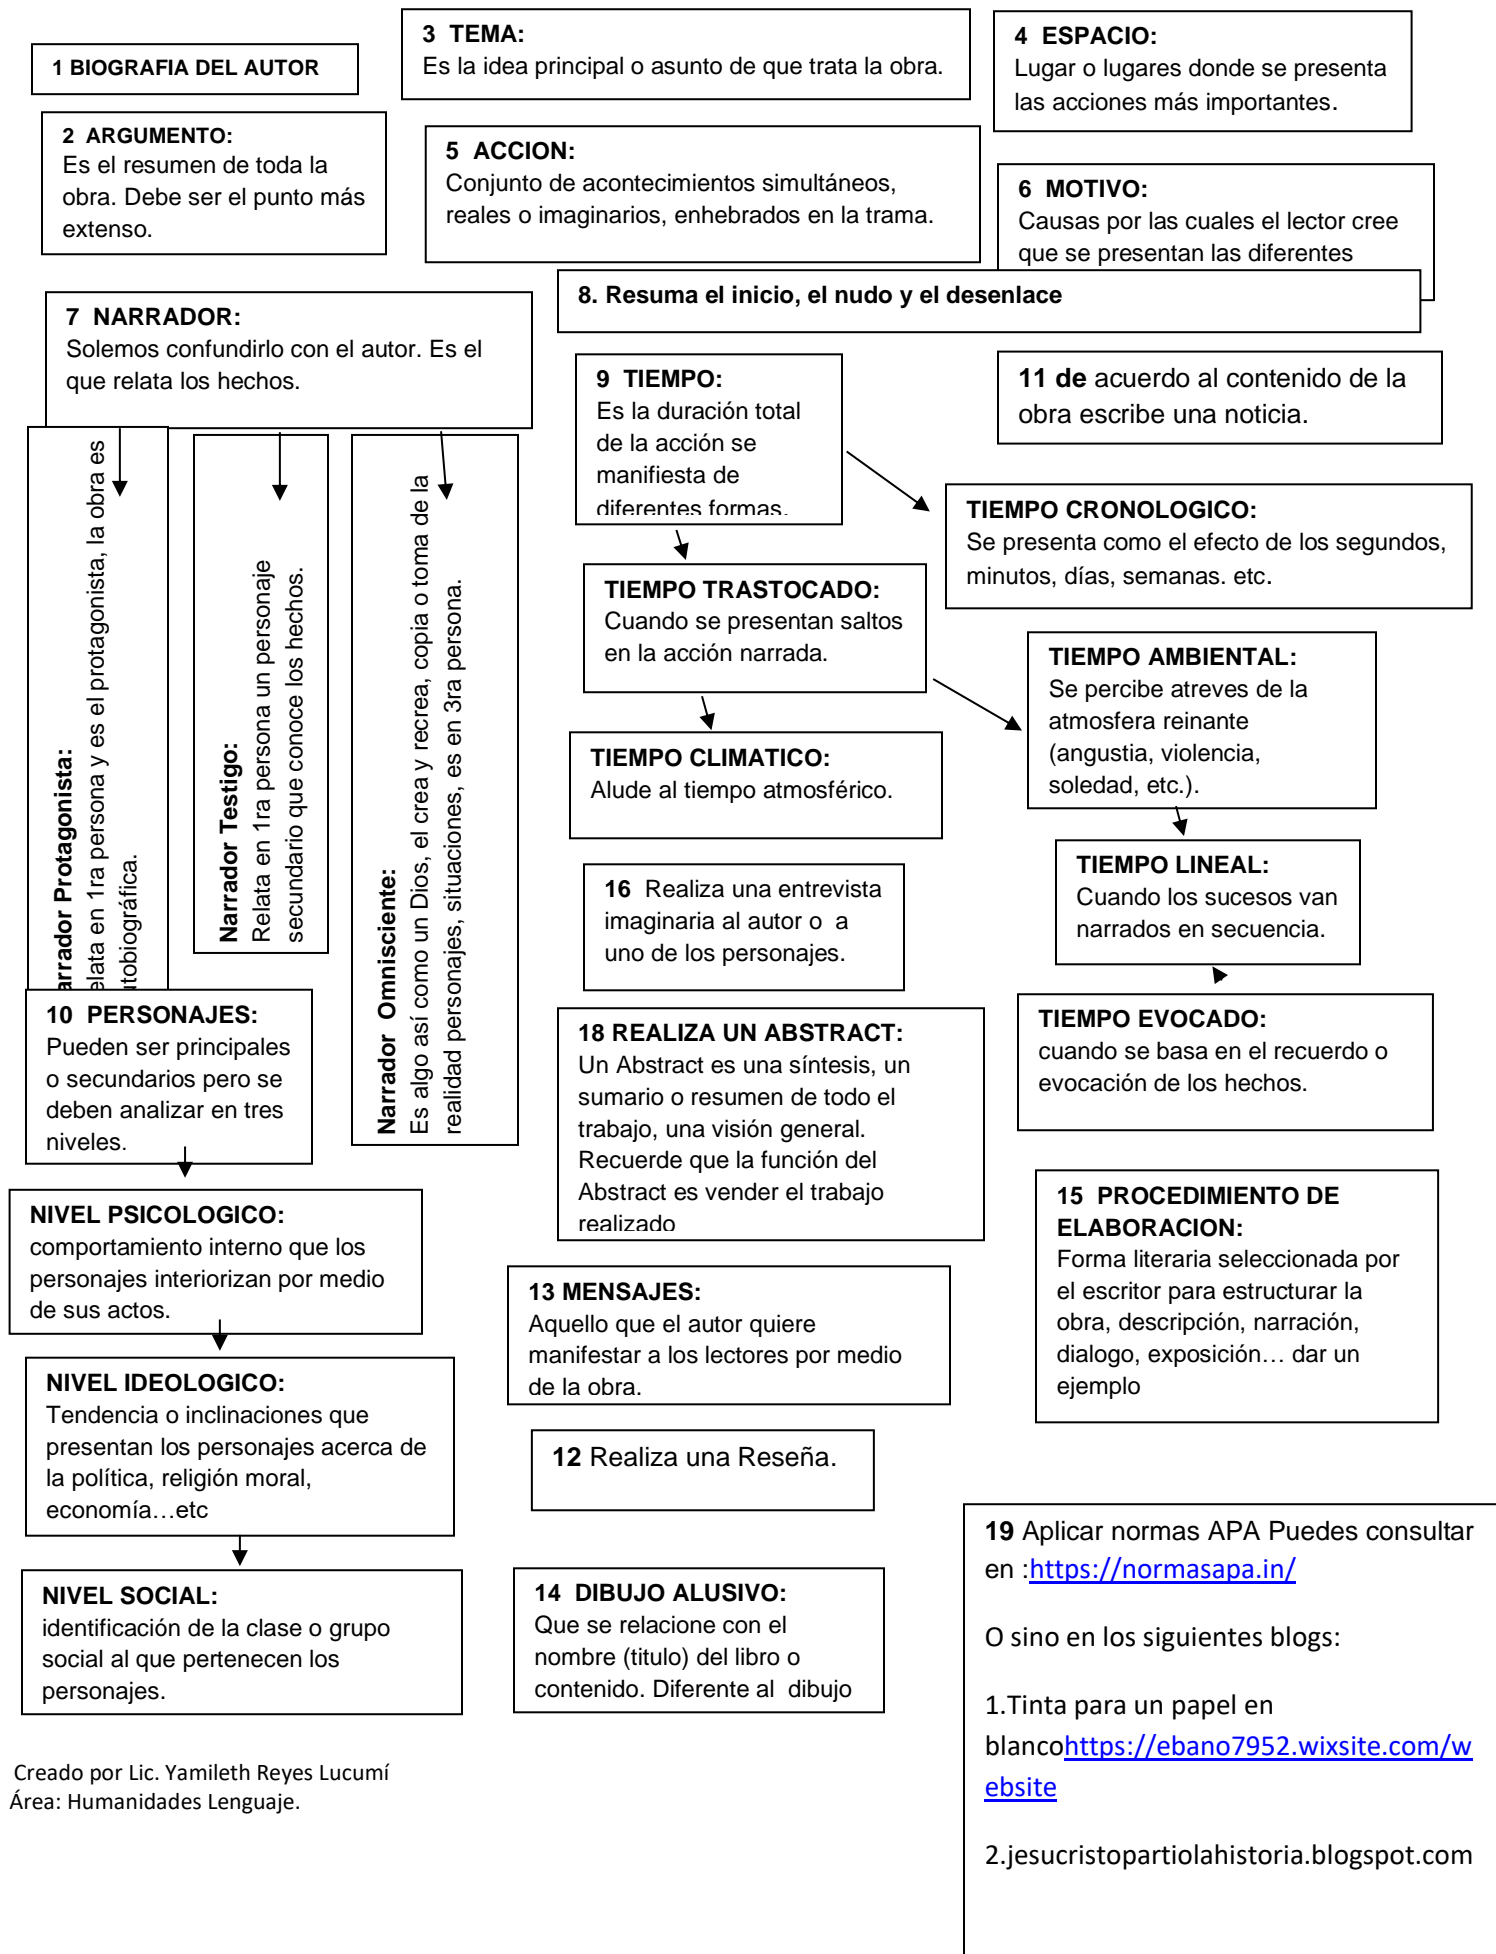 1 BIOGRAFIA DEL AUTOR
2 ARGUMENTO:
Es el resumen de toda la
obra. Debe ser el punto más
extenso.
3 TEMA:
Es la idea principal o asunto de que trata la obra.
4 ESPACIO:
Lugar o lugares donde se presenta
las acciones más importantes.
5 ACCION:
Conjunto de acontecimientos simultáneos,
reales o imaginarios, enhebrados en la trama.
6 MOTIVO:
Causas por las cuales el lector cree
que se presentan las diferentes
7 NARRADOR:
Solemos confundirlo con el autor. Es el
que relata los hechos.
8. Resuma el inicio, el nudo y el desenlace
9 TIEMPO:
Es la duración total
de la acción se
manifiesta de
diferentes formas.
11 de acuerdo al contenido de la
obra escribe una noticia.
arrador Protagonista:
elata en 1ra persona y es el protagonista, la obra es
utobiográfica.
Narrador Testigo:
Relata en 1ra persona un personaje
secundario que conoce los hechos.
Narrador Omnisciente:
Es algo así como un Dios, el crea y recrea, copia o toma de la
realidad personajes, situaciones, es en 3ra persona.
TIEMPO CRONOLOGICO:
Se presenta como el efecto de los segundos,
minutos, días, semanas. etc.
TIEMPO TRASTOCADO:
Cuando se presentan saltos
en la acción narrada.
TIEMPO AMBIENTAL:
Se percibe atreves de la
atmosfera reinante
(angustia, violencia,
soledad, etc.).
TIEMPO CLIMATICO:
Alude al tiempo atmosférico.
TIEMPO LINEAL:
Cuando los sucesos van
narrados en secuencia.
16 Realiza una entrevista
imaginaria al autor o a
uno de los personajes.
TIEMPO EVOCADO:
cuando se basa en el recuerdo o
evocación de los hechos.
10 PERSONAJES:
Pueden ser principales
o secundarios pero se
deben analizar en tres
niveles.
18 REALIZA UN ABSTRACT:
Un Abstract es una síntesis, un
sumario o resumen de todo el
trabajo, una visión general.
Recuerde que la función del
Abstract es vender el trabajo
realizado
15 PROCEDIMIENTO DE
ELABORACION:
Forma literaria seleccionada por
el escritor para estructurar la
obra, descripción, narración,
dialogo, exposición… dar un
ejemplo
NIVEL PSICOLOGICO:
comportamiento interno que los
personajes interiorizan por medio
de sus actos.
13 MENSAJES:
Aquello que el autor quiere
manifestar a los lectores por medio
de la obra.
NIVEL IDEOLOGICO:
Tendencia o inclinaciones que
presentan los personajes acerca de
la política, religión moral,
economía…etc
12 Realiza una Reseña.
NIVEL SOCIAL:
identificación de la clase o grupo
social al que pertenecen los
personajes.
14 DIBUJO ALUSIVO:
Que se relacione con el
nombre (titulo) del libro o
contenido. Diferente al dibujo
19 Aplicar normas APA Puedes consultar
en :https://normasapa.in/
O sino en los siguientes blogs:
1.Tinta para un papel en
blancohttps://ebano7952.wixsite.com/w
ebsite
2.jesucristopartiolahistoria.blogspot.com
Creado por Lic. Yamileth Reyes Lucumí
Área: Humanidades Lenguaje.